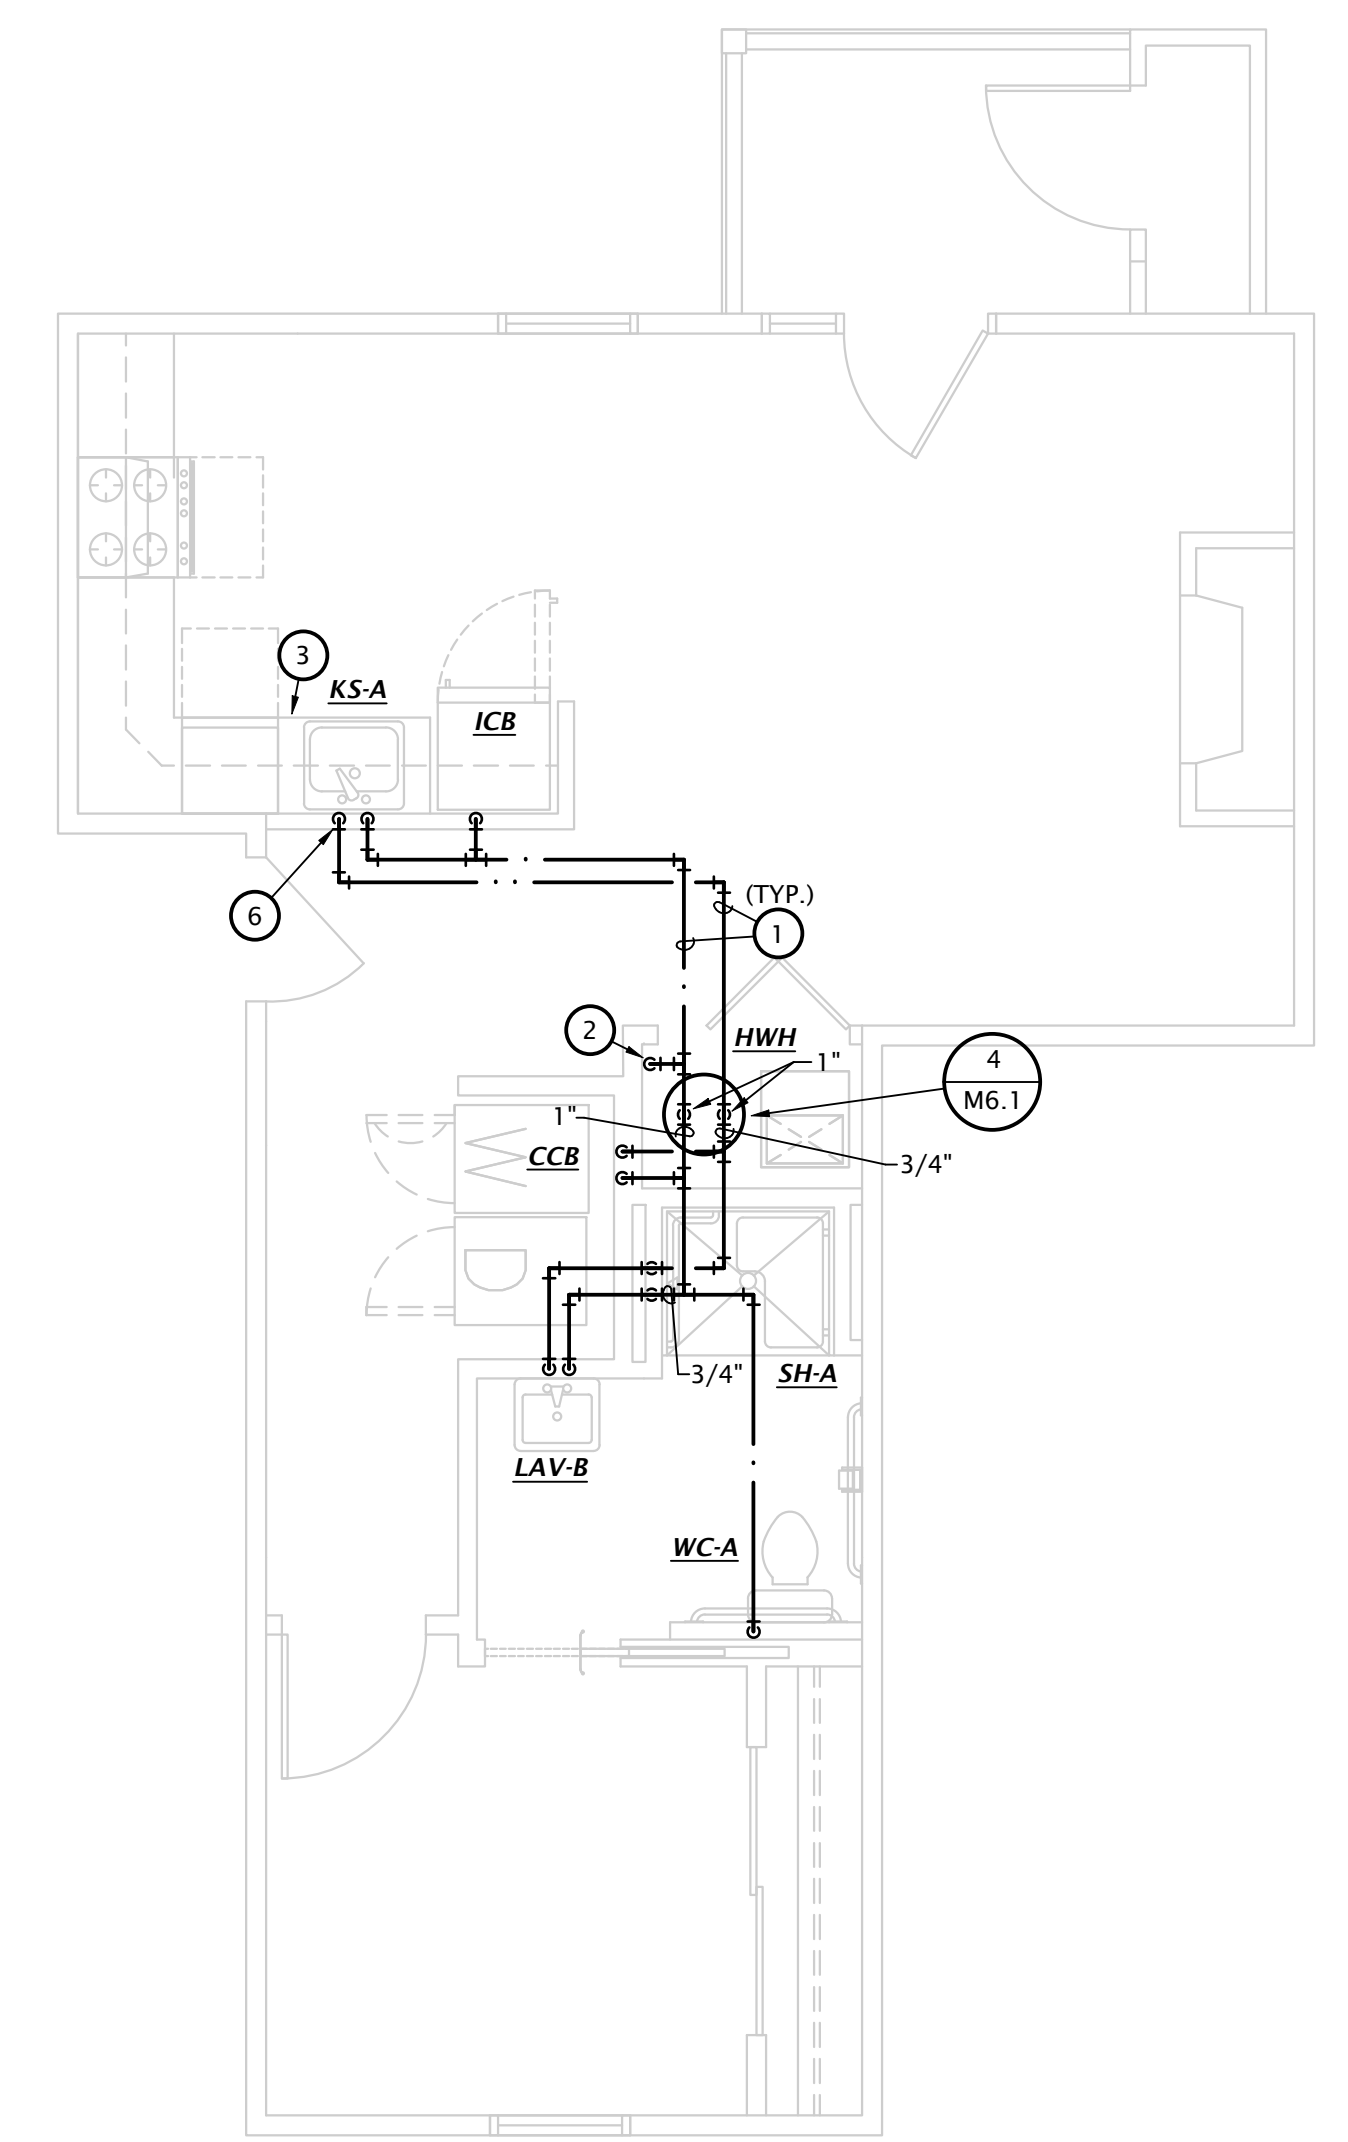 3
KS-A
ICB
(TYP.)
6
1
2
HWH
1"
4
M6.1
1"
CCB
3/4"
3/4"
SH-A
LAV-B
WC-A